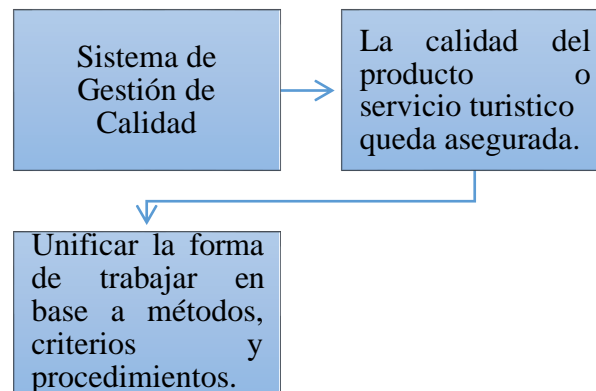 Sistema de
Gestión de
Calidad
La calidad del
producto o
servicio turistico
queda asegurada.
Unificar la forma
de trabajar en
base a métodos,
criterios y
procedimientos.